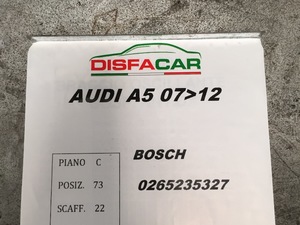 DISFACAR
AUDI A5 07>12
PIANO C
BOSCH
POSIZ. 73
0265235327
SCAFF. 22